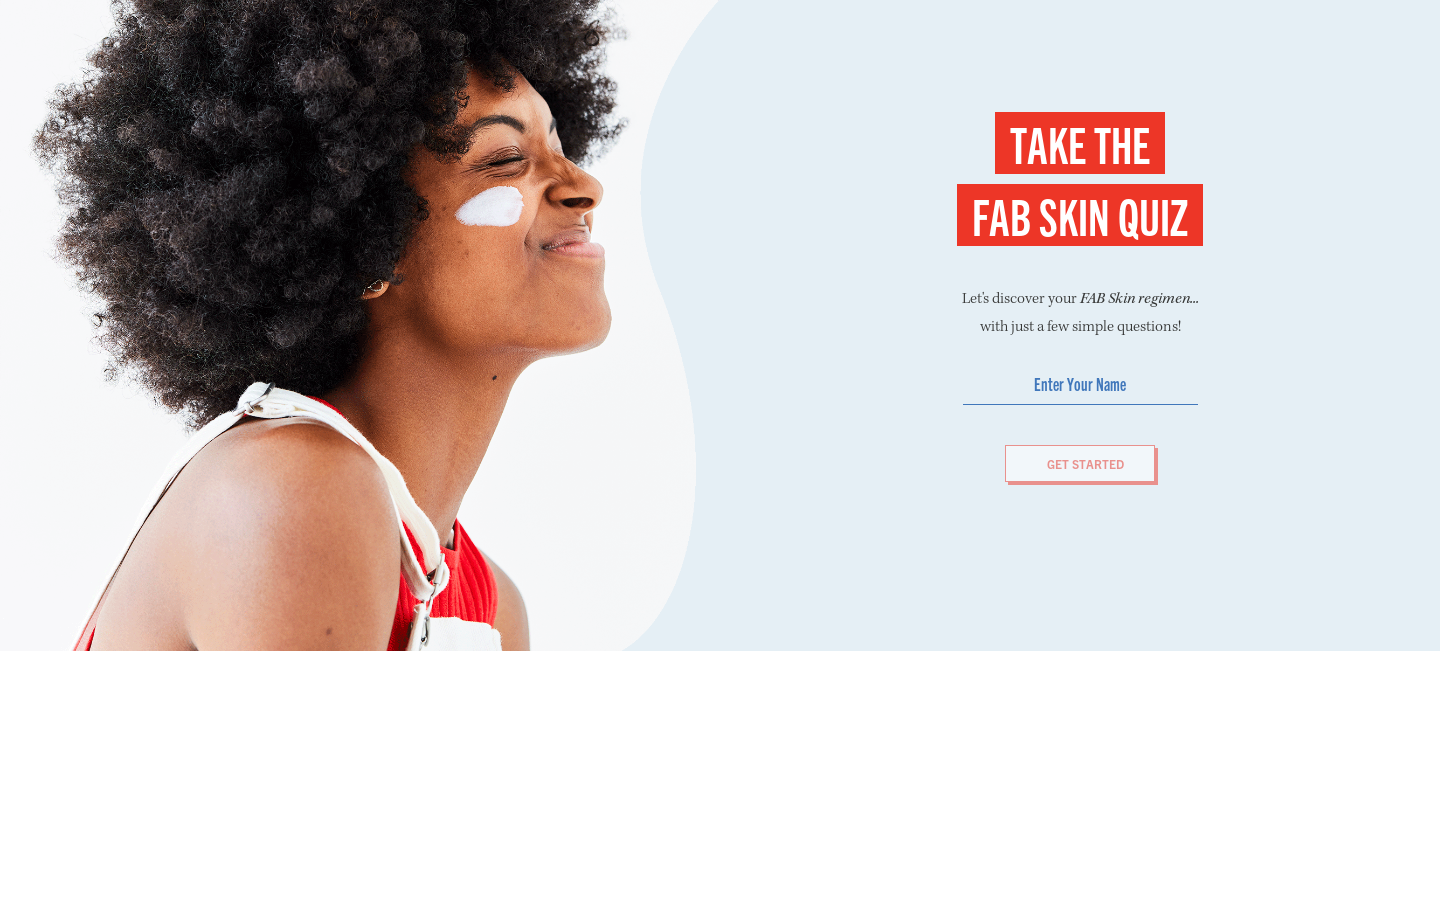 TAKE THE
FAB SKIN QUIZ
Let's discover your FAB Skin regimen...
with just a few simple questions!
Enter Your Name
GET STARTED